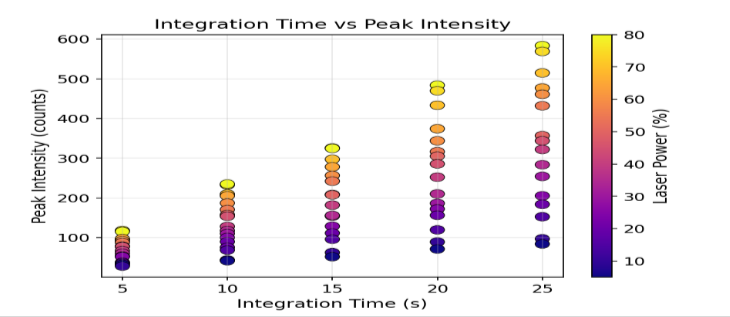 Integration Time vs Peak Intensity
Peak Intensity (counts)
600
500
400
300
200
100
5 10 15 20 25
Integration Time (s)
80
70
60
50
40
30
20
10
Laser Power (%)